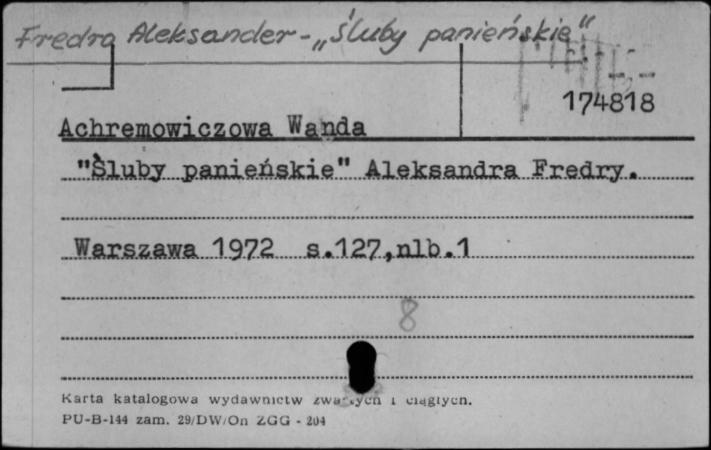 Fredro Aleksander - „Śluby panieńskie"
174818
Achremowiczowa Wanda
"Śluby panieńskie" Aleksandra Fredry.
Warszawa 1972 s.127,nlb.1
8
Karta katalogowa wydawnictw zwartych i ciągłych.
PU-B-144 zam. 29/DW/On ZGG - 204